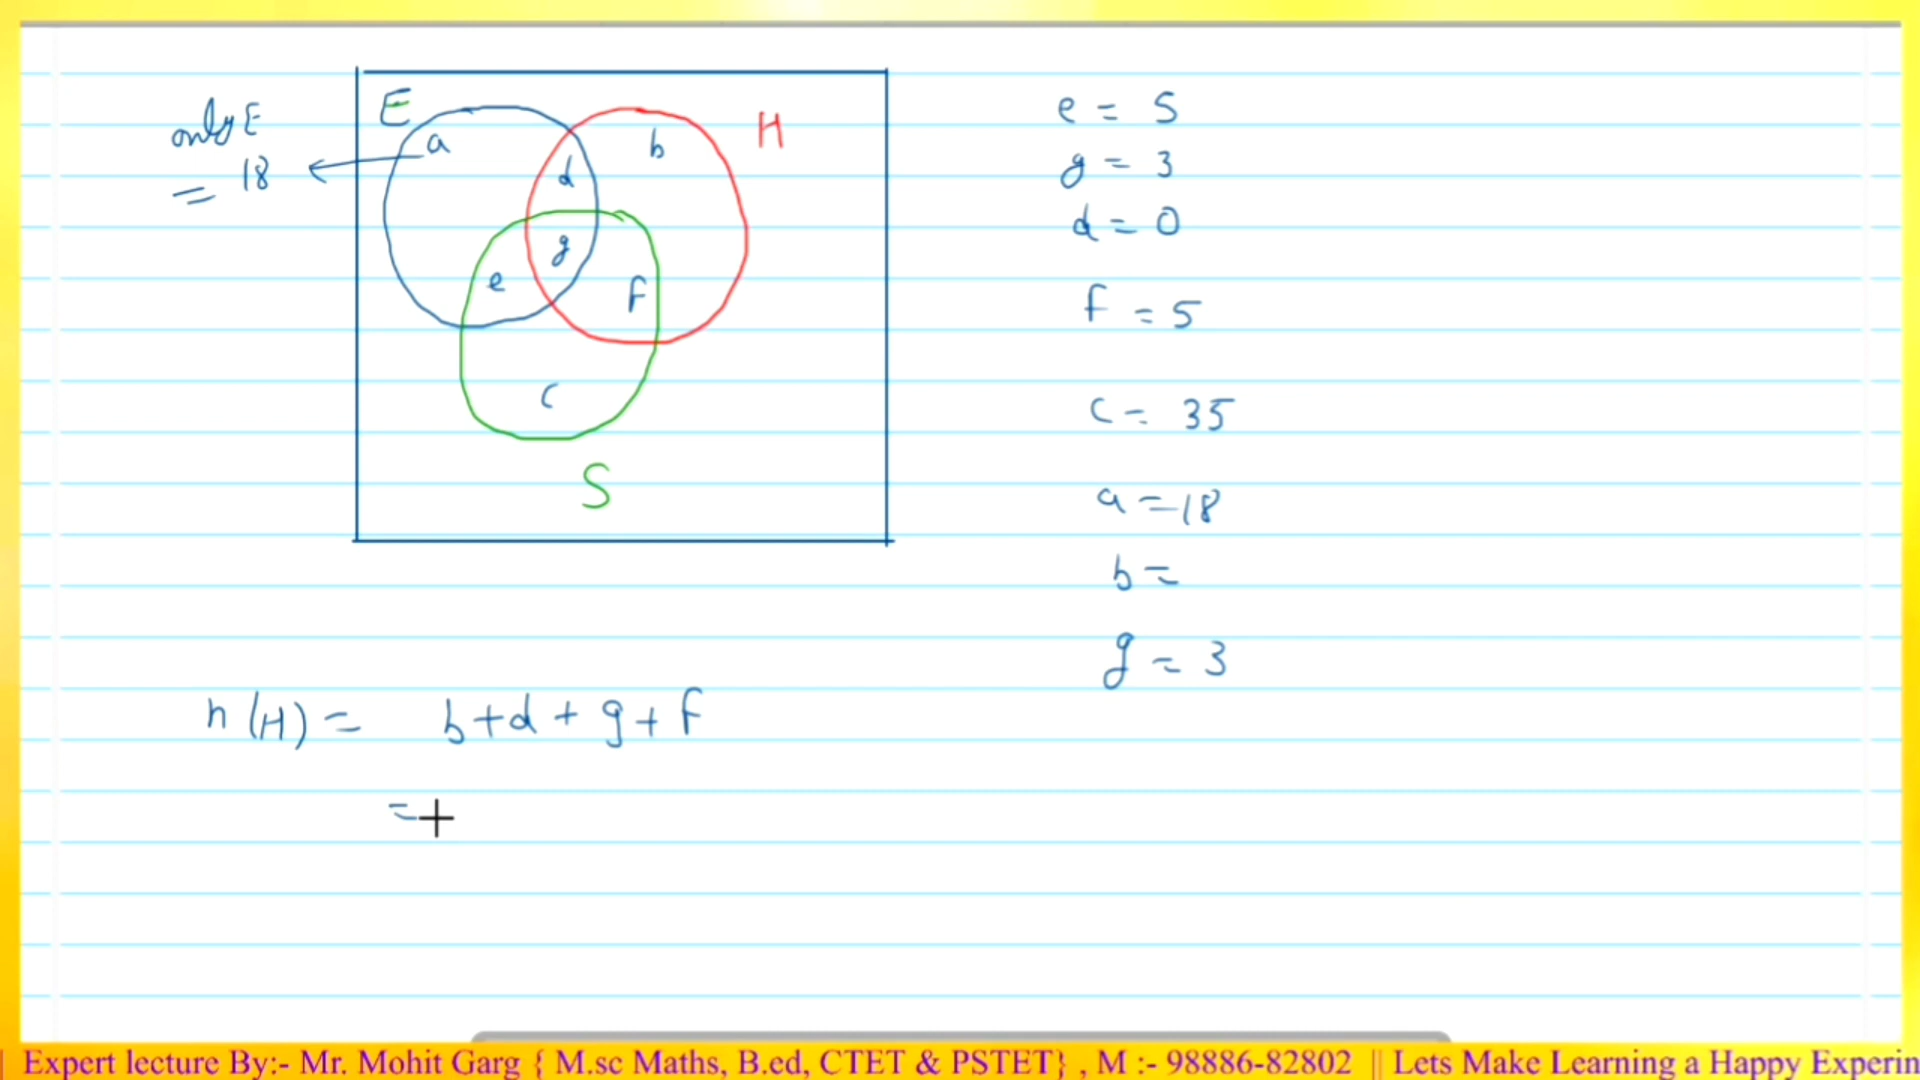 only E
= 18
E
a
d
b
H
g
e
f
c
S
e = 5
g = 3
d = 0
f = 5
c = 35
a = 18
b =
g = 3
n(H) = b+d+g+f
=
| Expert lecture By:- Mr. Mohit Garg { M.sc Maths, B.ed, CTET & PSTET} , M :- 98886-82802 || Lets Make Learning a Happy Experin